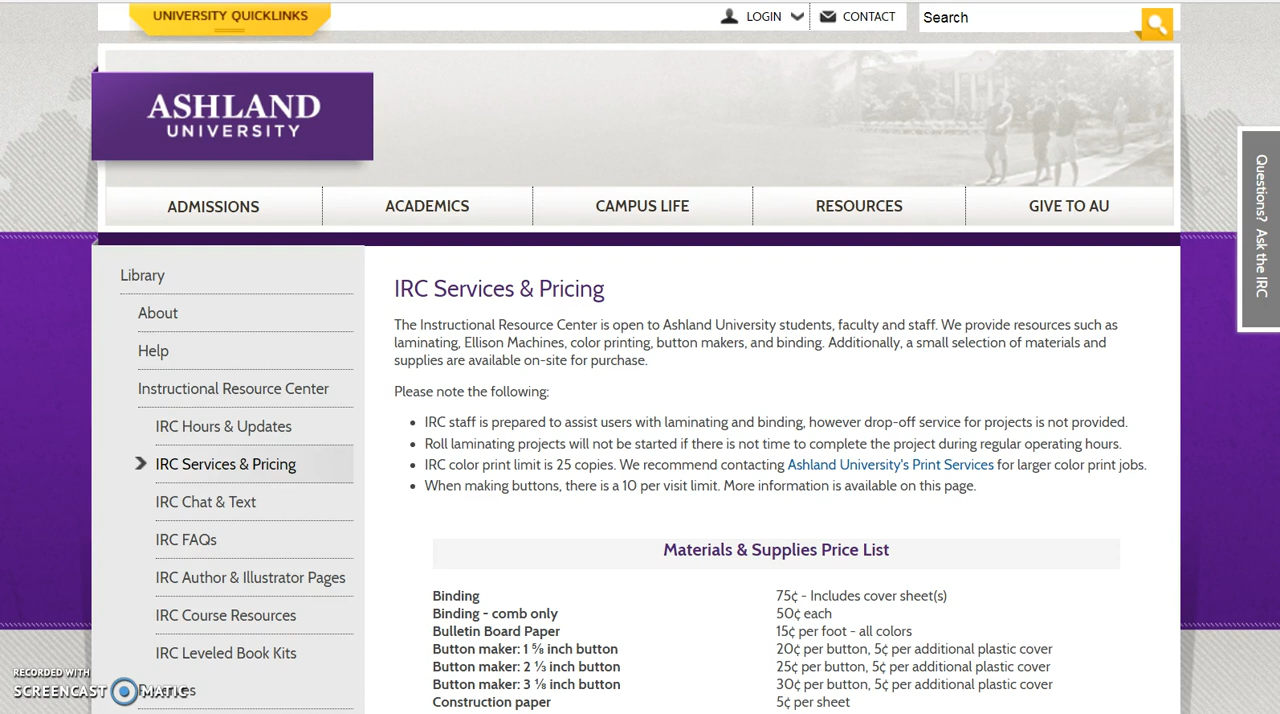 UNIVERSITY QUICKLINKS
LOGIN
CONTACT
Search
ASHLAND
UNIVERSITY
ADMISSIONS
ACADEMICS
CAMPUS LIFE
RESOURCES
GIVE TO AU
Questions? Ask the IRC
Library
About
Help
Instructional Resource Center
IRC Hours & Updates
IRC Services & Pricing
IRC Chat & Text
IRC FAQs
IRC Author & Illustrator Pages
IRC Course Resources
IRC Leveled Book Kits
IRC Services & Pricing
The Instructional Resource Center is open to Ashland University students, faculty and staff. We provide resources such as
laminating, Ellison Machines, color printing, button makers, and binding. Additionally, a small selection of materials and
supplies are available on-site for purchase.
Please note the following:
• IRC staff is prepared to assist users with laminating and binding, however drop-off service for projects is not provided.
• Roll laminating projects will not be started if there is not time to complete the project during regular operating hours.
• IRC color print limit is 25 copies. We recommend contacting Ashland University's Print Services for larger color print jobs.
• When making buttons, there is a 10 per visit limit. More information is available on this page.
Materials & Supplies Price List
Binding 75¢ - Includes cover sheet(s)
Binding - comb only 50¢ each
Bulletin Board Paper 15¢ per foot - all colors
Button maker: 1 ⅝ inch button 20¢ per button, 5¢ per additional plastic cover
Button maker: 2 ⅓ inch button 25¢ per button, 5¢ per additional plastic cover
Button maker: 3 ⅛ inch button 30¢ per button, 5¢ per additional plastic cover
Construction paper 5¢ per sheet
RECORDED WITH
SCREENCAST MATIC